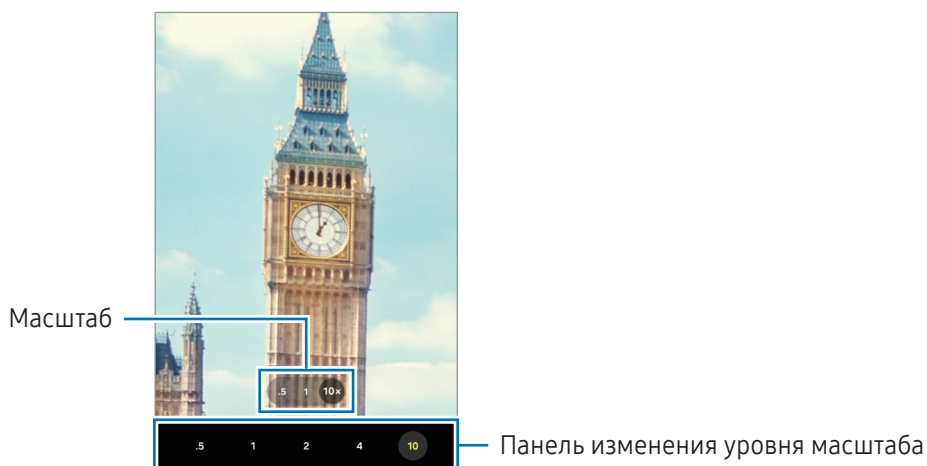 Масштаб
.5 1 10×
.5 1 2 4 10
Панель изменения уровня масштаба